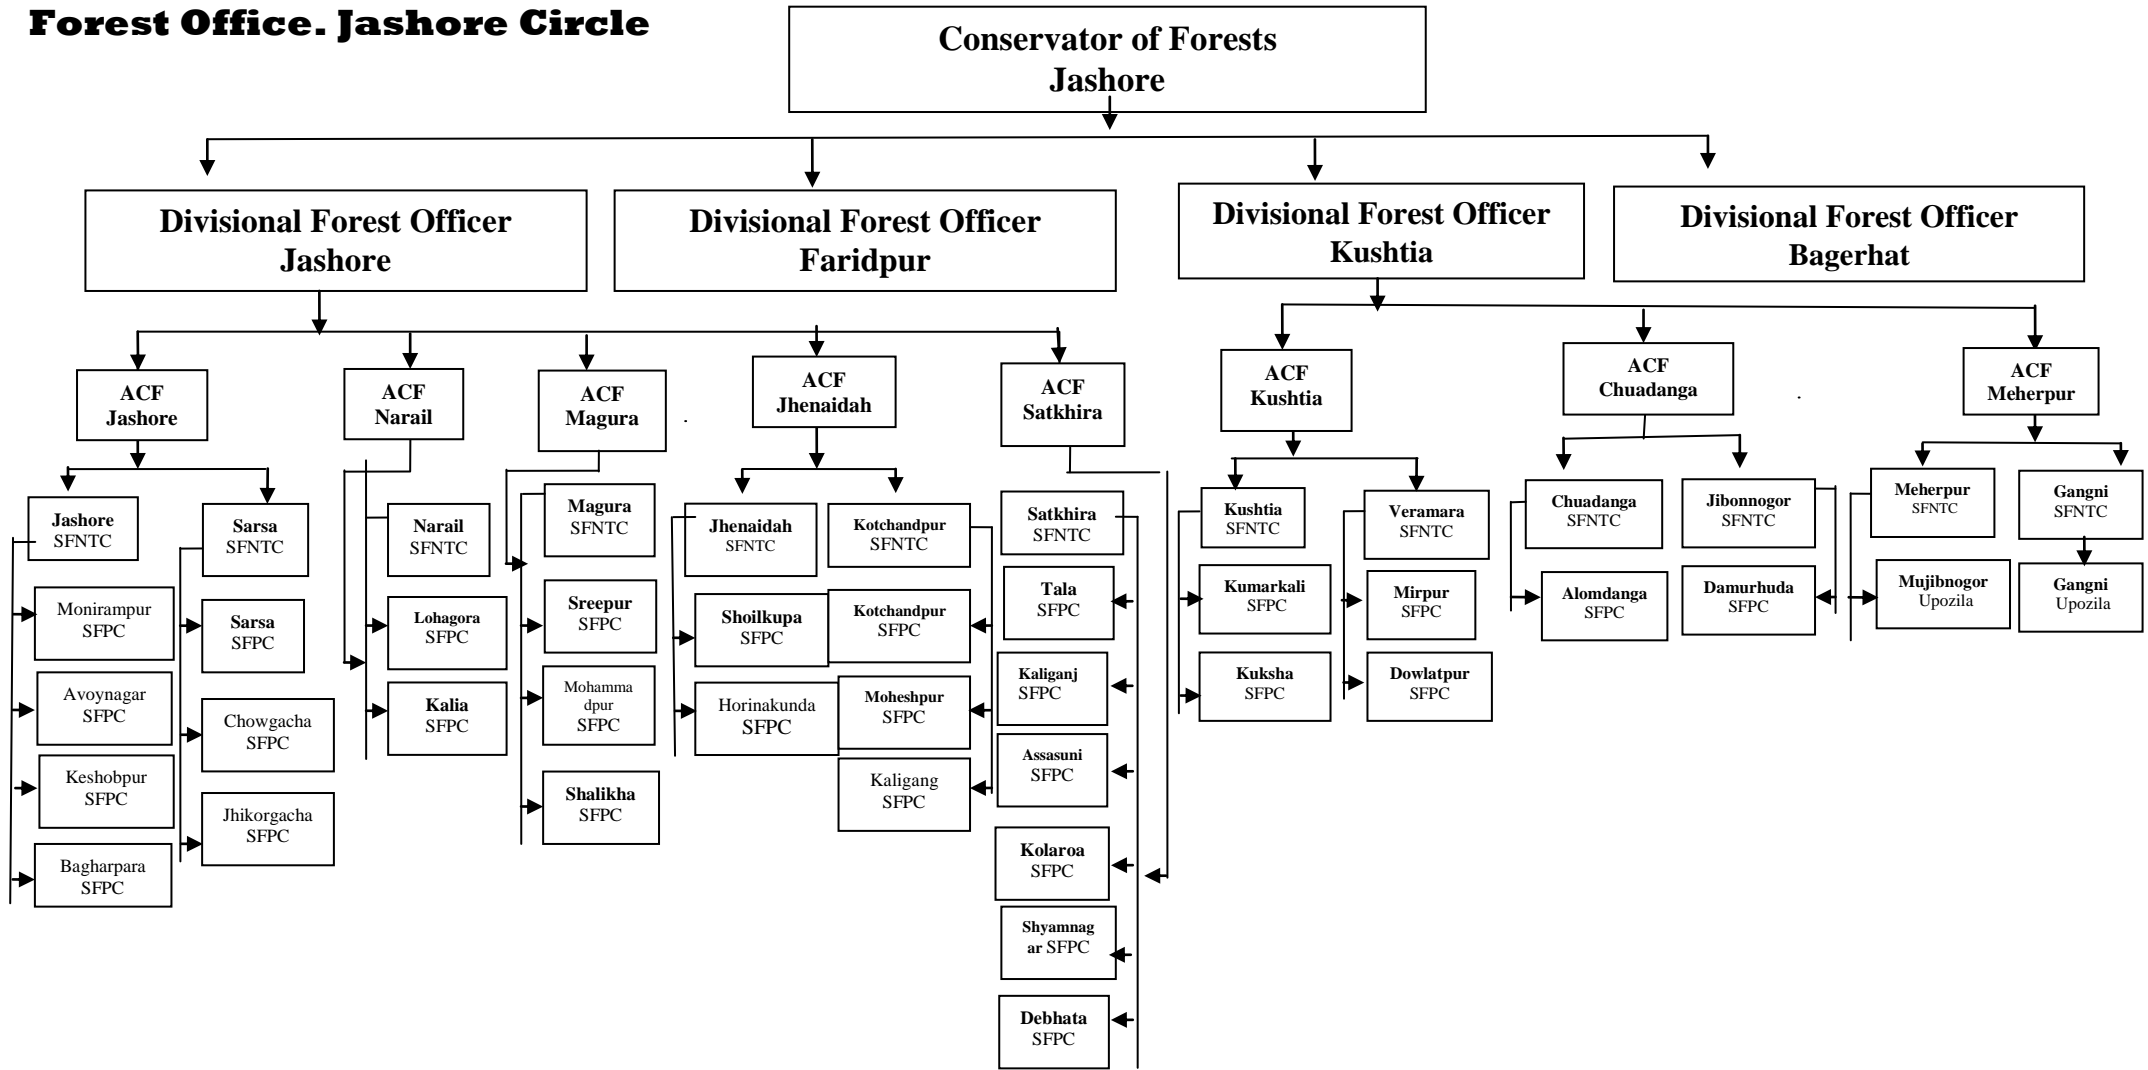 Forest Office. Jashore Circle
Conservator of Forests
Jashore
Divisional Forest Officer
Jashore
Divisional Forest Officer
Faridpur
Divisional Forest Officer
Kushtia
Divisional Forest Officer
Bagerhat
ACF
Jashore
ACF
Narail
ACF
Magura
.
ACF
Jhenaidah
ACF
Satkhira
ACF
Kushtia
ACF
Chuadanga
.
ACF
Meherpur
Jashore
SFNTC
Monirampur
SFPC
Avoynagar
SFPC
Keshobpur
SFPC
Bagharpara
SFPC
Sarsa
SFNTC
Sarsa
SFPC
Chowgacha
SFPC
Jhikorgacha
SFPC
Narail
SFNTC
Lohagora
SFPC
Kalia
SFPC
Magura
SFNTC
Sreepur
SFPC
Mohamma
dpur
SFPC
Shalikha
SFPC
Jhenaidah
SFNTC
Shoilkupa
SFPC
Horinakunda
SFPC
Kotchandpur
SFNTC
Kotchandpur
SFPC
Moheshpur
SFPC
Kaligang
SFPC
Satkhira
SFNTC
Tala
SFPC
Kaliganj
SFPC
Assasuni
SFPC
Kolaroa
SFPC
Shyamnag
ar SFPC
Debhata
SFPC
Kushtia
SFNTC
Kumarkali
SFPC
Kuksha
SFPC
Veramara
SFNTC
Mirpur
SFPC
Dowlatpur
SFPC
Chuadanga
SFNTC
Alomdanga
SFPC
Jibonnogor
SFNTC
Damurhuda
SFPC
Meherpur
SFNTC
Mujibnogor
Upozila
Gangni
SFNTC
Gangni
Upozila